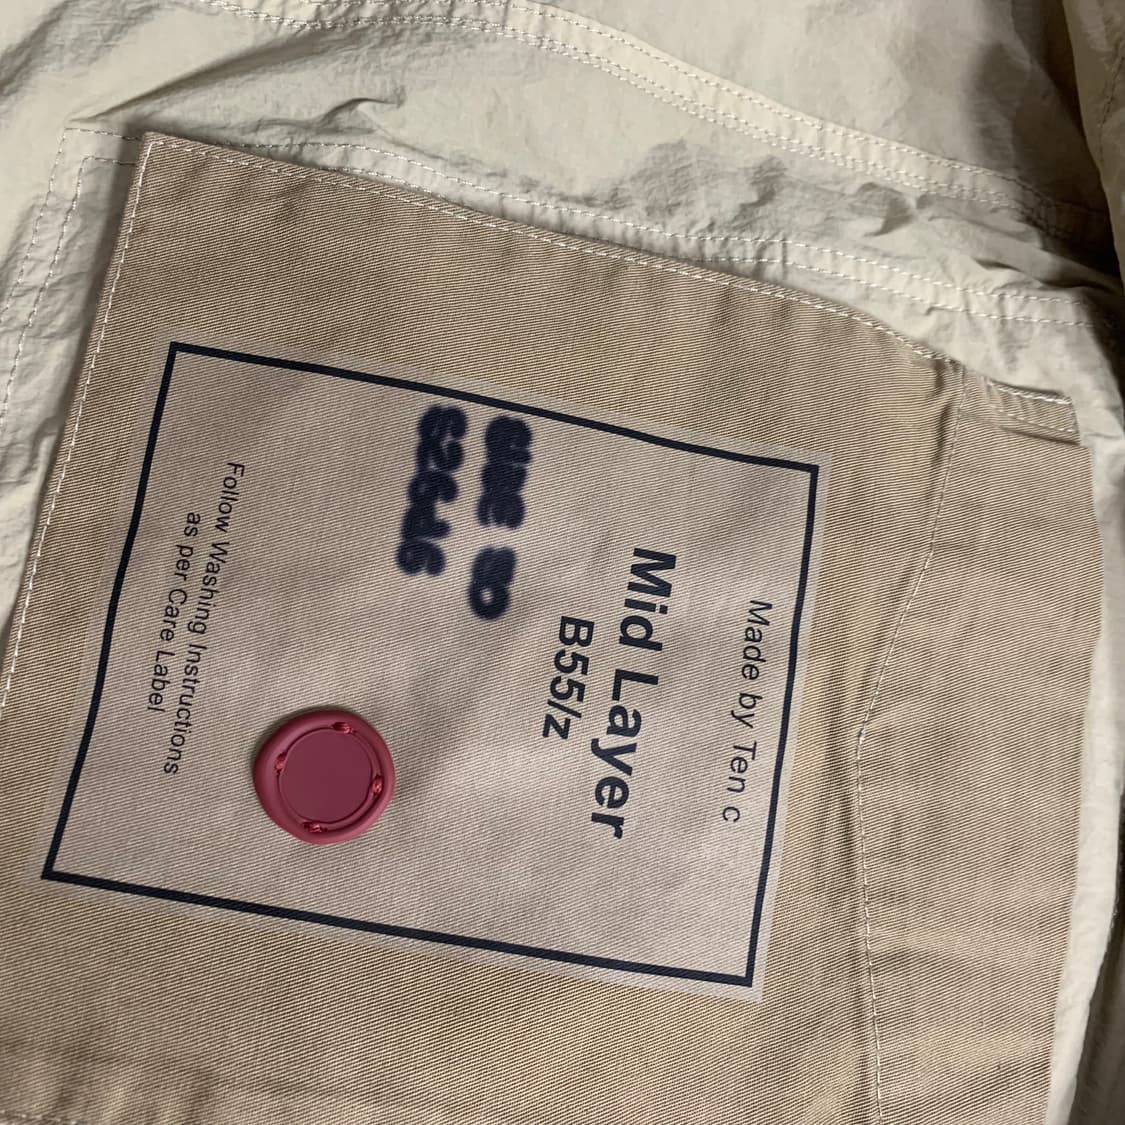 Made by Ten c
Mid Layer
B55/z
Follow Washing Instructions
as per Care Label